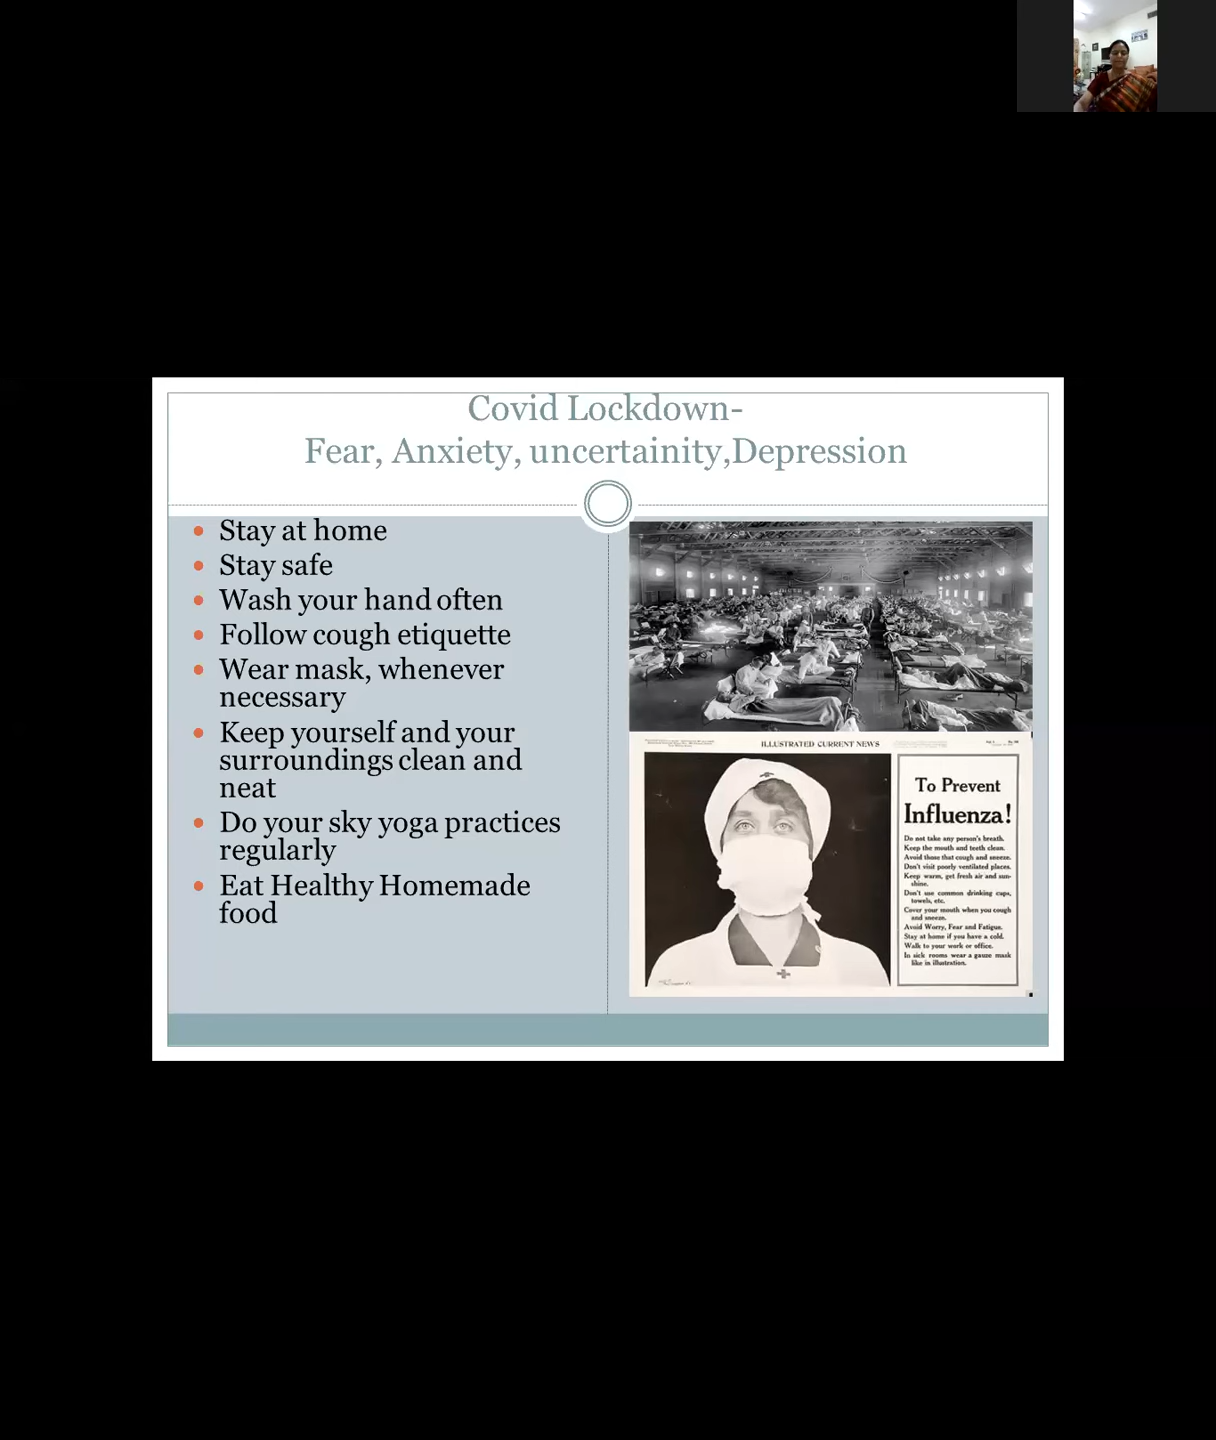 Covid Lockdown-
Fear, Anxiety, uncertainity,Depression
Stay at home
Stay safe
Wash your hand often
Follow cough etiquette
Wear mask, whenever
necessary
Keep yourself and your
surroundings clean and
neat
Do your sky yoga practices
regularly
Eat Healthy Homemade
food
ILLUSTRATED CURRENT NEWS
To Prevent
Influenza!
Do not take any person's breath.
Keep the mouth and teeth clean.
Avoid those that cough and sneeze.
Don't visit poorly ventilated places.
Keep warm, get fresh air and sun-
shine.
Don't use common drinking cups,
towels, etc.
Cover your mouth when you cough
and sneeze.
Avoid Worry, Fear and Fatigue.
Stay at home if you have a cold.
Walk to your work or office.
In sick rooms wear a gauze mask
like in illustration.